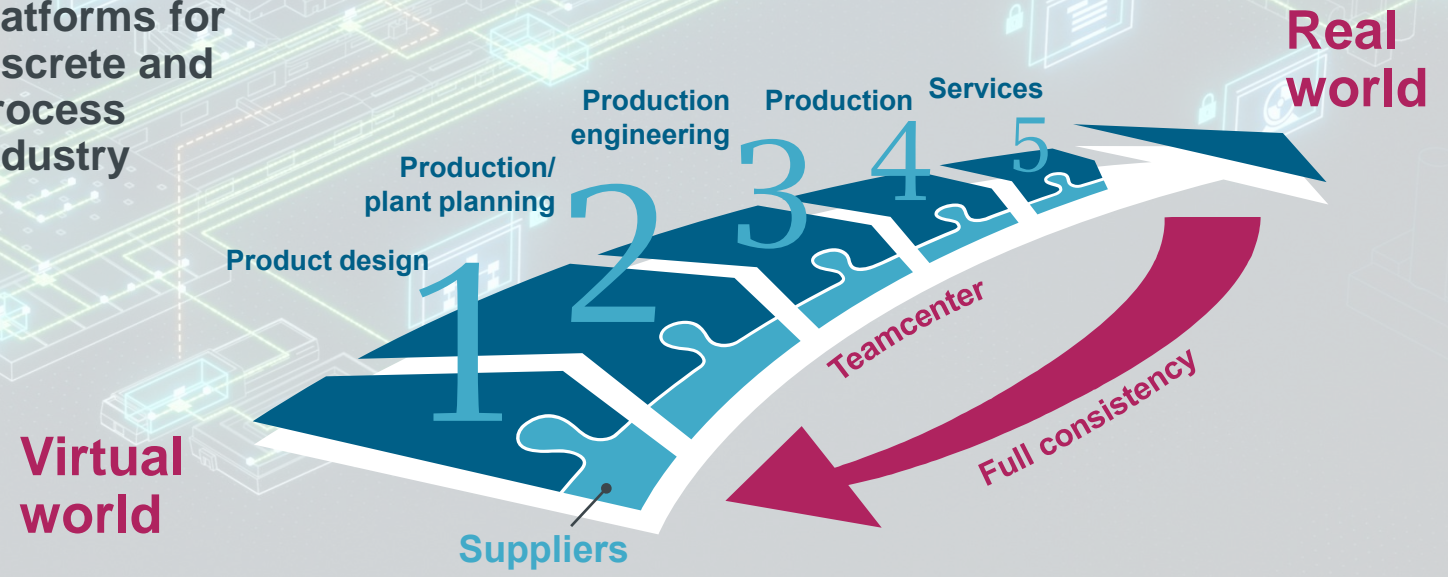 atforms for
screte and
rocess
dustry
Real
world
Production
engineering
Production
Services
Production/
plant planning
Product design
1
2
3
4
5
Teamcenter
Full consistency
Virtual
world
Suppliers